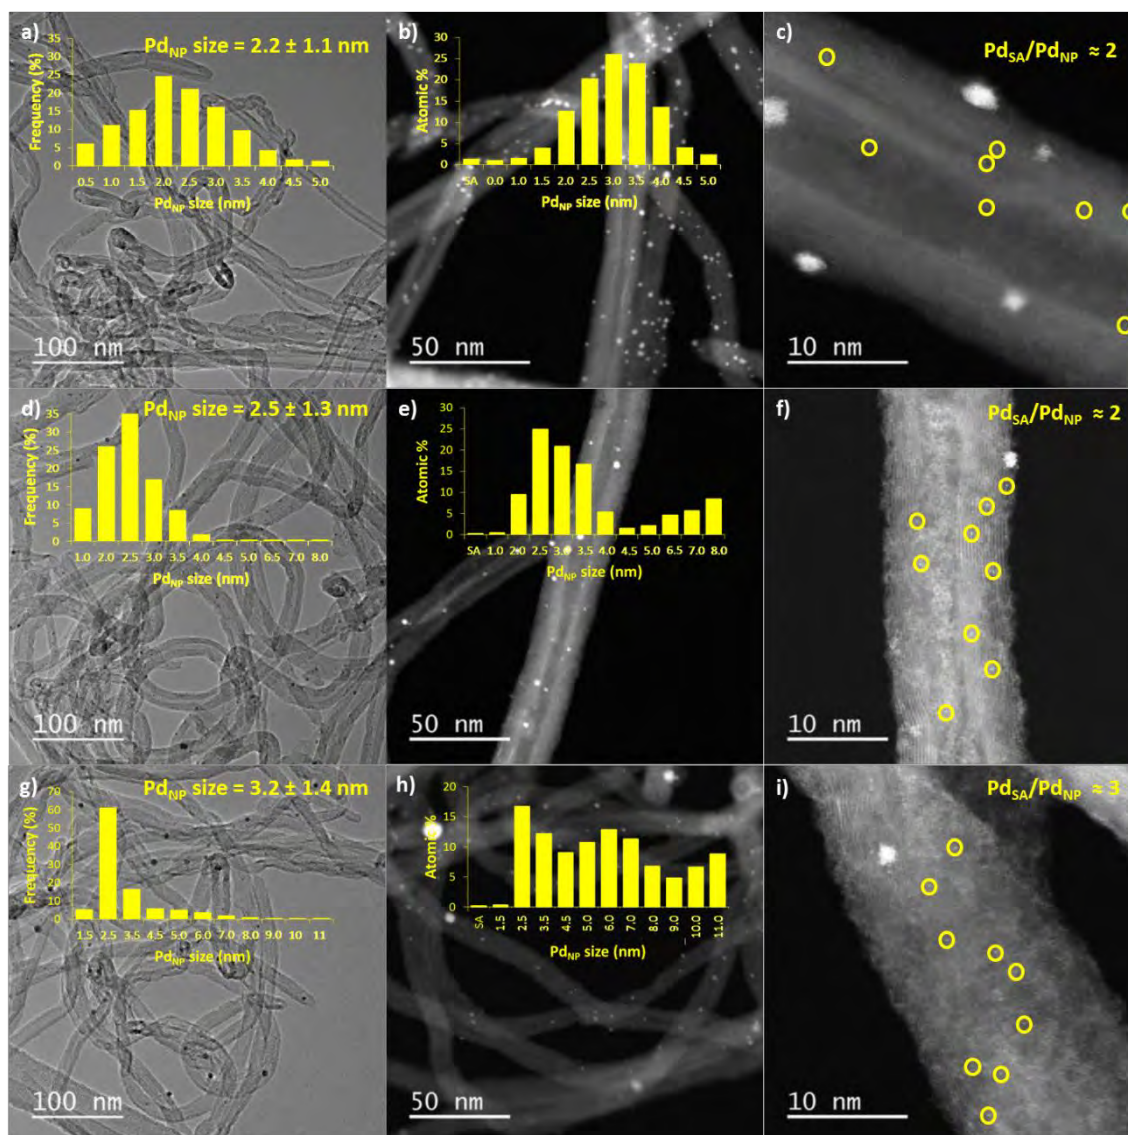 a)
Pd_NP size = 2.2 ± 1.1 nm
Frequency (%)
35
30
25
20
15
10
5
0
0.5 1.0 1.5 2.0 2.5 3.0 3.5 4.0 4.5 5.0
Pd_NP size (nm)
100 nm
b)
Atomic %
30
25
20
15
10
5
0
SA 0.0 1.0 1.5 2.0 2.5 3.0 3.5 4.0 4.5 5.0
Pd_NP size (nm)
50 nm
c)
Pd_SA/Pd_NP ≈ 2
10 nm
d)
Pd_NP size = 2.5 ± 1.3 nm
Frequency (%)
35
30
25
20
15
10
5
0
1.0 2.0 2.5 3.0 3.5 4.0 4.5 5.0 6.5 7.0 8.0
Pd_NP size (nm)
100 nm
e)
Atomic %
30
25
20
15
10
5
0
SA 1.0 2.0 2.5 3.0 3.5 4.0 4.5 5.0 6.5 7.0 8.0
Pd_NP size (nm)
50 nm
f)
Pd_SA/Pd_NP ≈ 2
10 nm
g)
Pd_NP size = 3.2 ± 1.4 nm
Frequency (%)
70
60
50
40
30
20
10
0
1.5 2.5 3.5 4.5 5.0 6.0 7.0 8.0 9.0 10 11
Pd_NP size (nm)
100 nm
h)
Atomic %
20
15
10
5
0
SA 1.5 2.5 3.5 4.5 5.0 6.0 7.0 8.0 9.0 10.0 11.0
Pd_NP size (nm)
50 nm
i)
Pd_SA/Pd_NP ≈ 3
10 nm